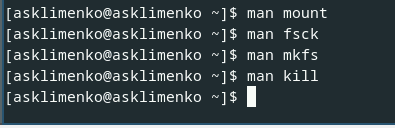 [asklimenko@asklimenko ~]$ man mount
[asklimenko@asklimenko ~]$ man fsck
[asklimenko@asklimenko ~]$ man mkfs
[asklimenko@asklimenko ~]$ man kill
[asklimenko@asklimenko ~]$